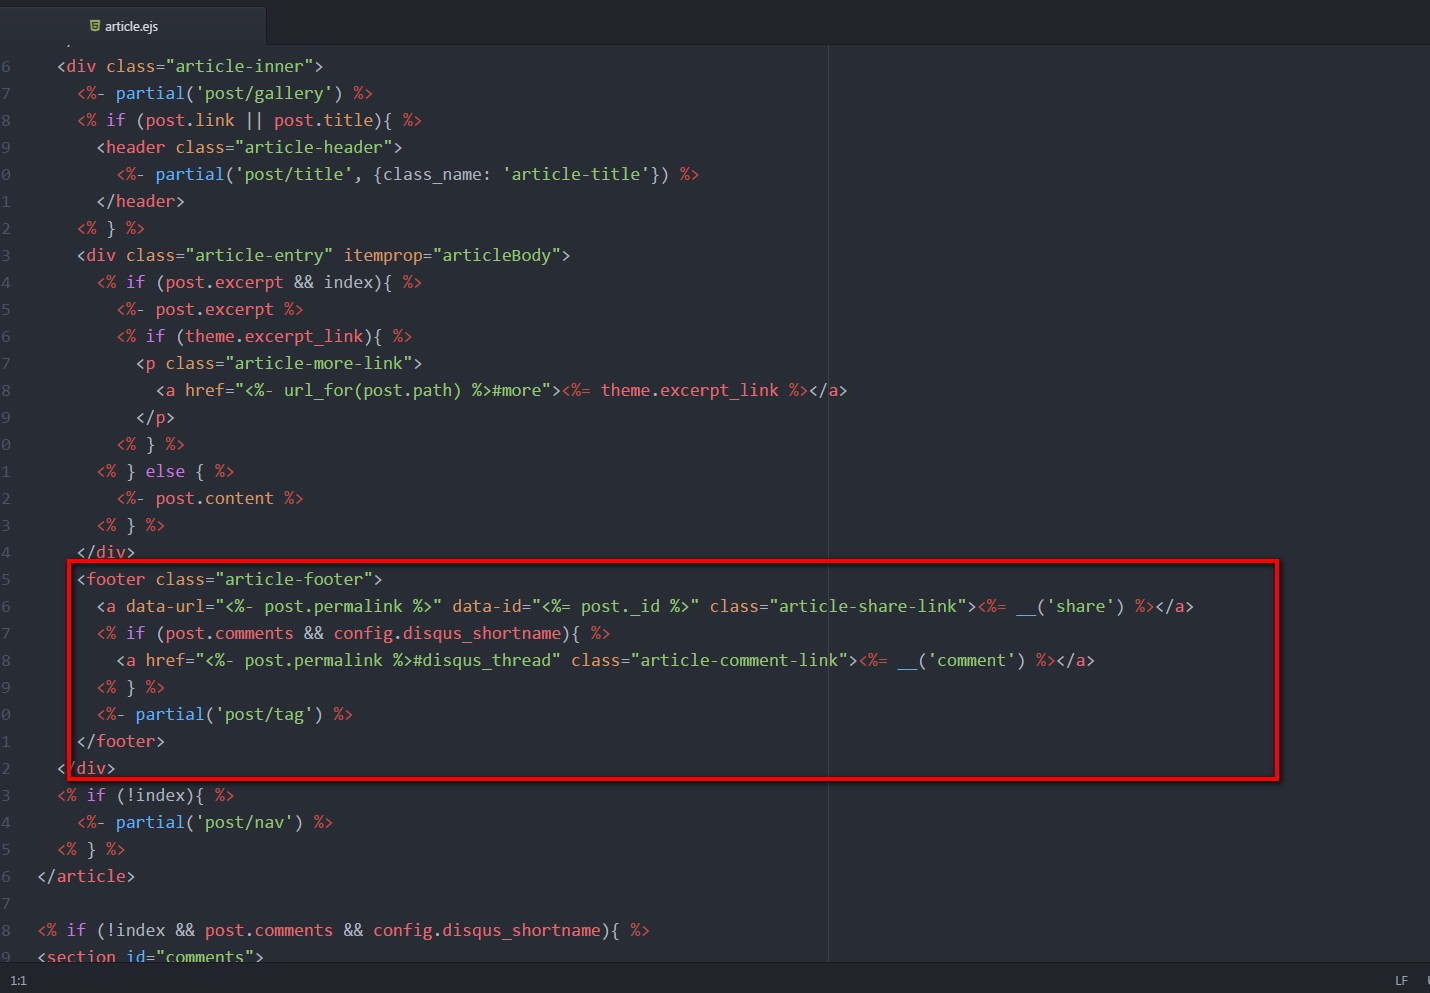 article.ejs
6 <div class="article-inner">
7 <%- partial('post/gallery') %>
8 <% if (post.link || post.title){ %>
9 <header class="article-header">
0 <%- partial('post/title', {class_name: 'article-title'}) %>
1 </header>
2 <% } %>
3 <div class="article-entry" itemprop="articleBody">
4 <% if (post.excerpt && index){ %>
5 <%- post.excerpt %>
6 <% if (theme.excerpt_link){ %>
7 <p class="article-more-link">
8 <a href="<%- url_for(post.path) %>#more"><%= theme.excerpt_link %></a>
9 </p>
0 <% } %>
1 <% } else { %>
2 <%- post.content %>
3 <% } %>
4 </div>
5 <footer class="article-footer">
6 <a data-url="<%- post.permalink %>" data-id="<%= post._id %>" class="article-share-link"><%= __('share') %></a>
7 <% if (post.comments && config.disqus_shortname){ %>
8 <a href="<%- post.permalink %>#disqus_thread" class="article-comment-link"><%= __('comment') %></a>
9 <% } %>
0 <%- partial('post/tag') %>
1 </footer>
2 </div>
3 <% if (!index){ %>
4 <%- partial('post/nav') %>
5 <% } %>
6 </article>
7
8 <% if (!index && post.comments && config.disqus_shortname){ %>
9 <section id="comments">
1:1 LF